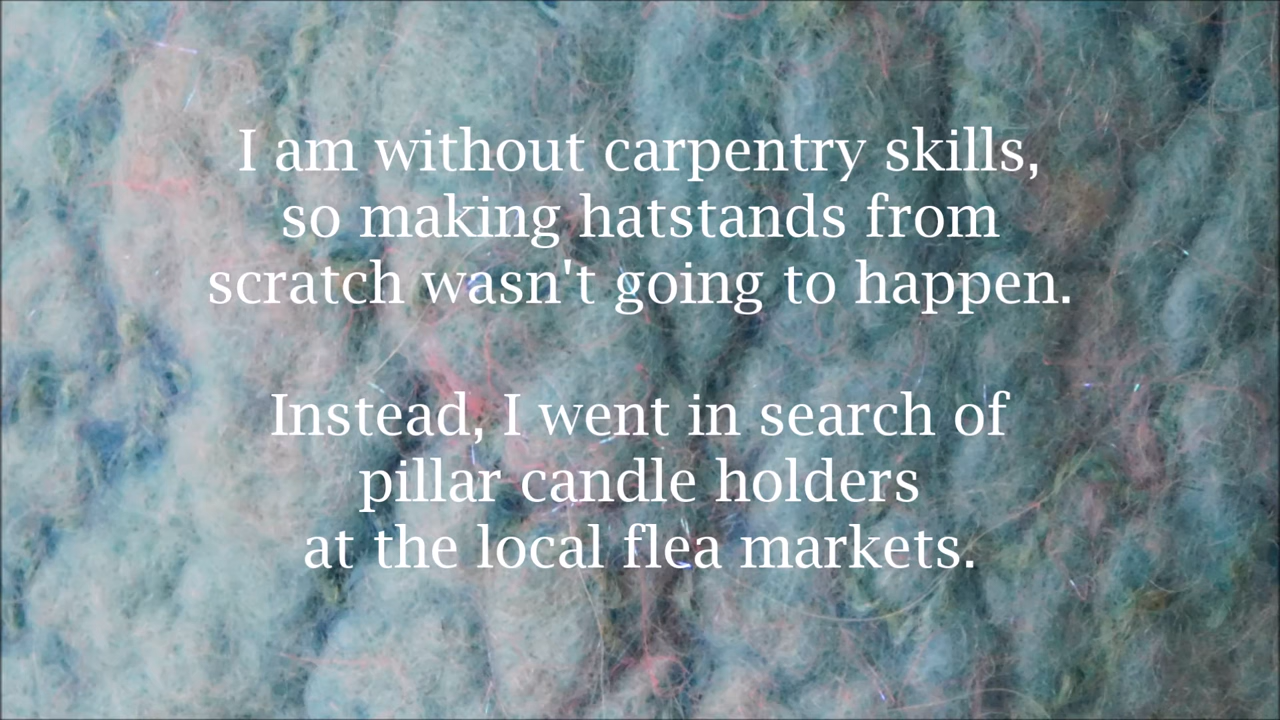 I am without carpentry skills,
so making hatstands from
scratch wasn't going to happen.
Instead, I went in search of
pillar candle holders
at the local flea markets.